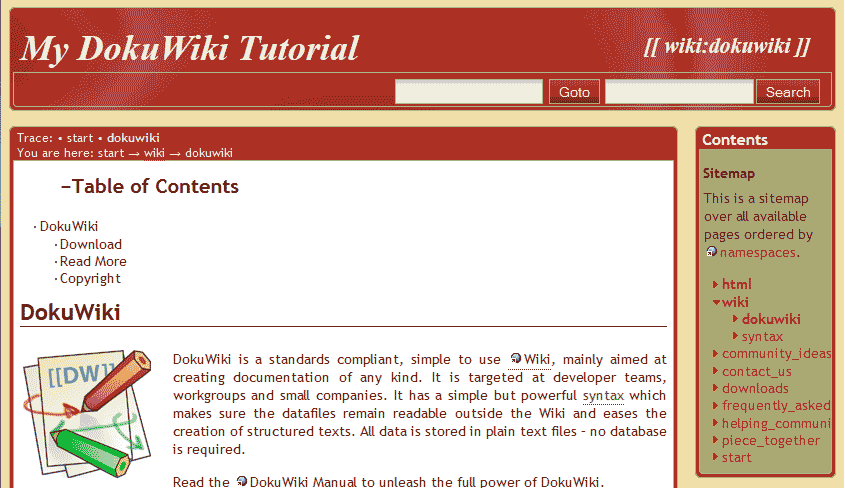 My DokuWiki Tutorial
[[ wiki:dokuwiki ]]
Goto
Search
Trace: • start • dokuwiki
You are here: start → wiki → dokuwiki
−Table of Contents
· DokuWiki
· Download
· Read More
· Copyright
DokuWiki
[[DW]]
DokuWiki is a standards compliant, simple to use Wiki, mainly aimed at
creating documentation of any kind. It is targeted at developer teams,
workgroups and small companies. It has a simple but powerful syntax which
makes sure the datafiles remain readable outside the Wiki and eases the
creation of structured texts. All data is stored in plain text files – no database
is required.
Read the DokuWiki Manual to unleash the full power of DokuWiki.
Contents
Sitemap
This is a sitemap
over all available
pages ordered by
namespaces.
html
wiki
dokuwiki
syntax
community_ideas
contact_us
downloads
frequently_asked
helping_communi
piece_together
start